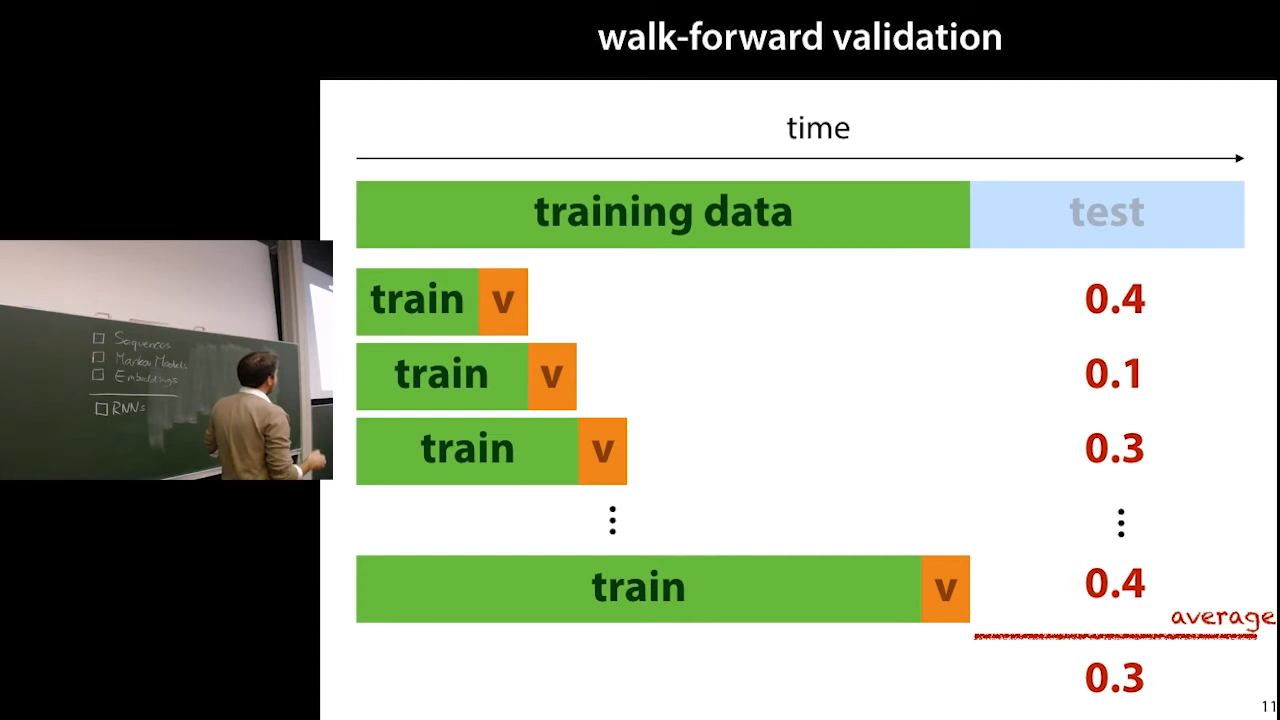 walk-forward validation
time
training data
test
train v
0.4
train v
0.1
train v
0.3
train v
0.4
average
0.3
11
Sequences
Markov Models
Embeddings
RNNs